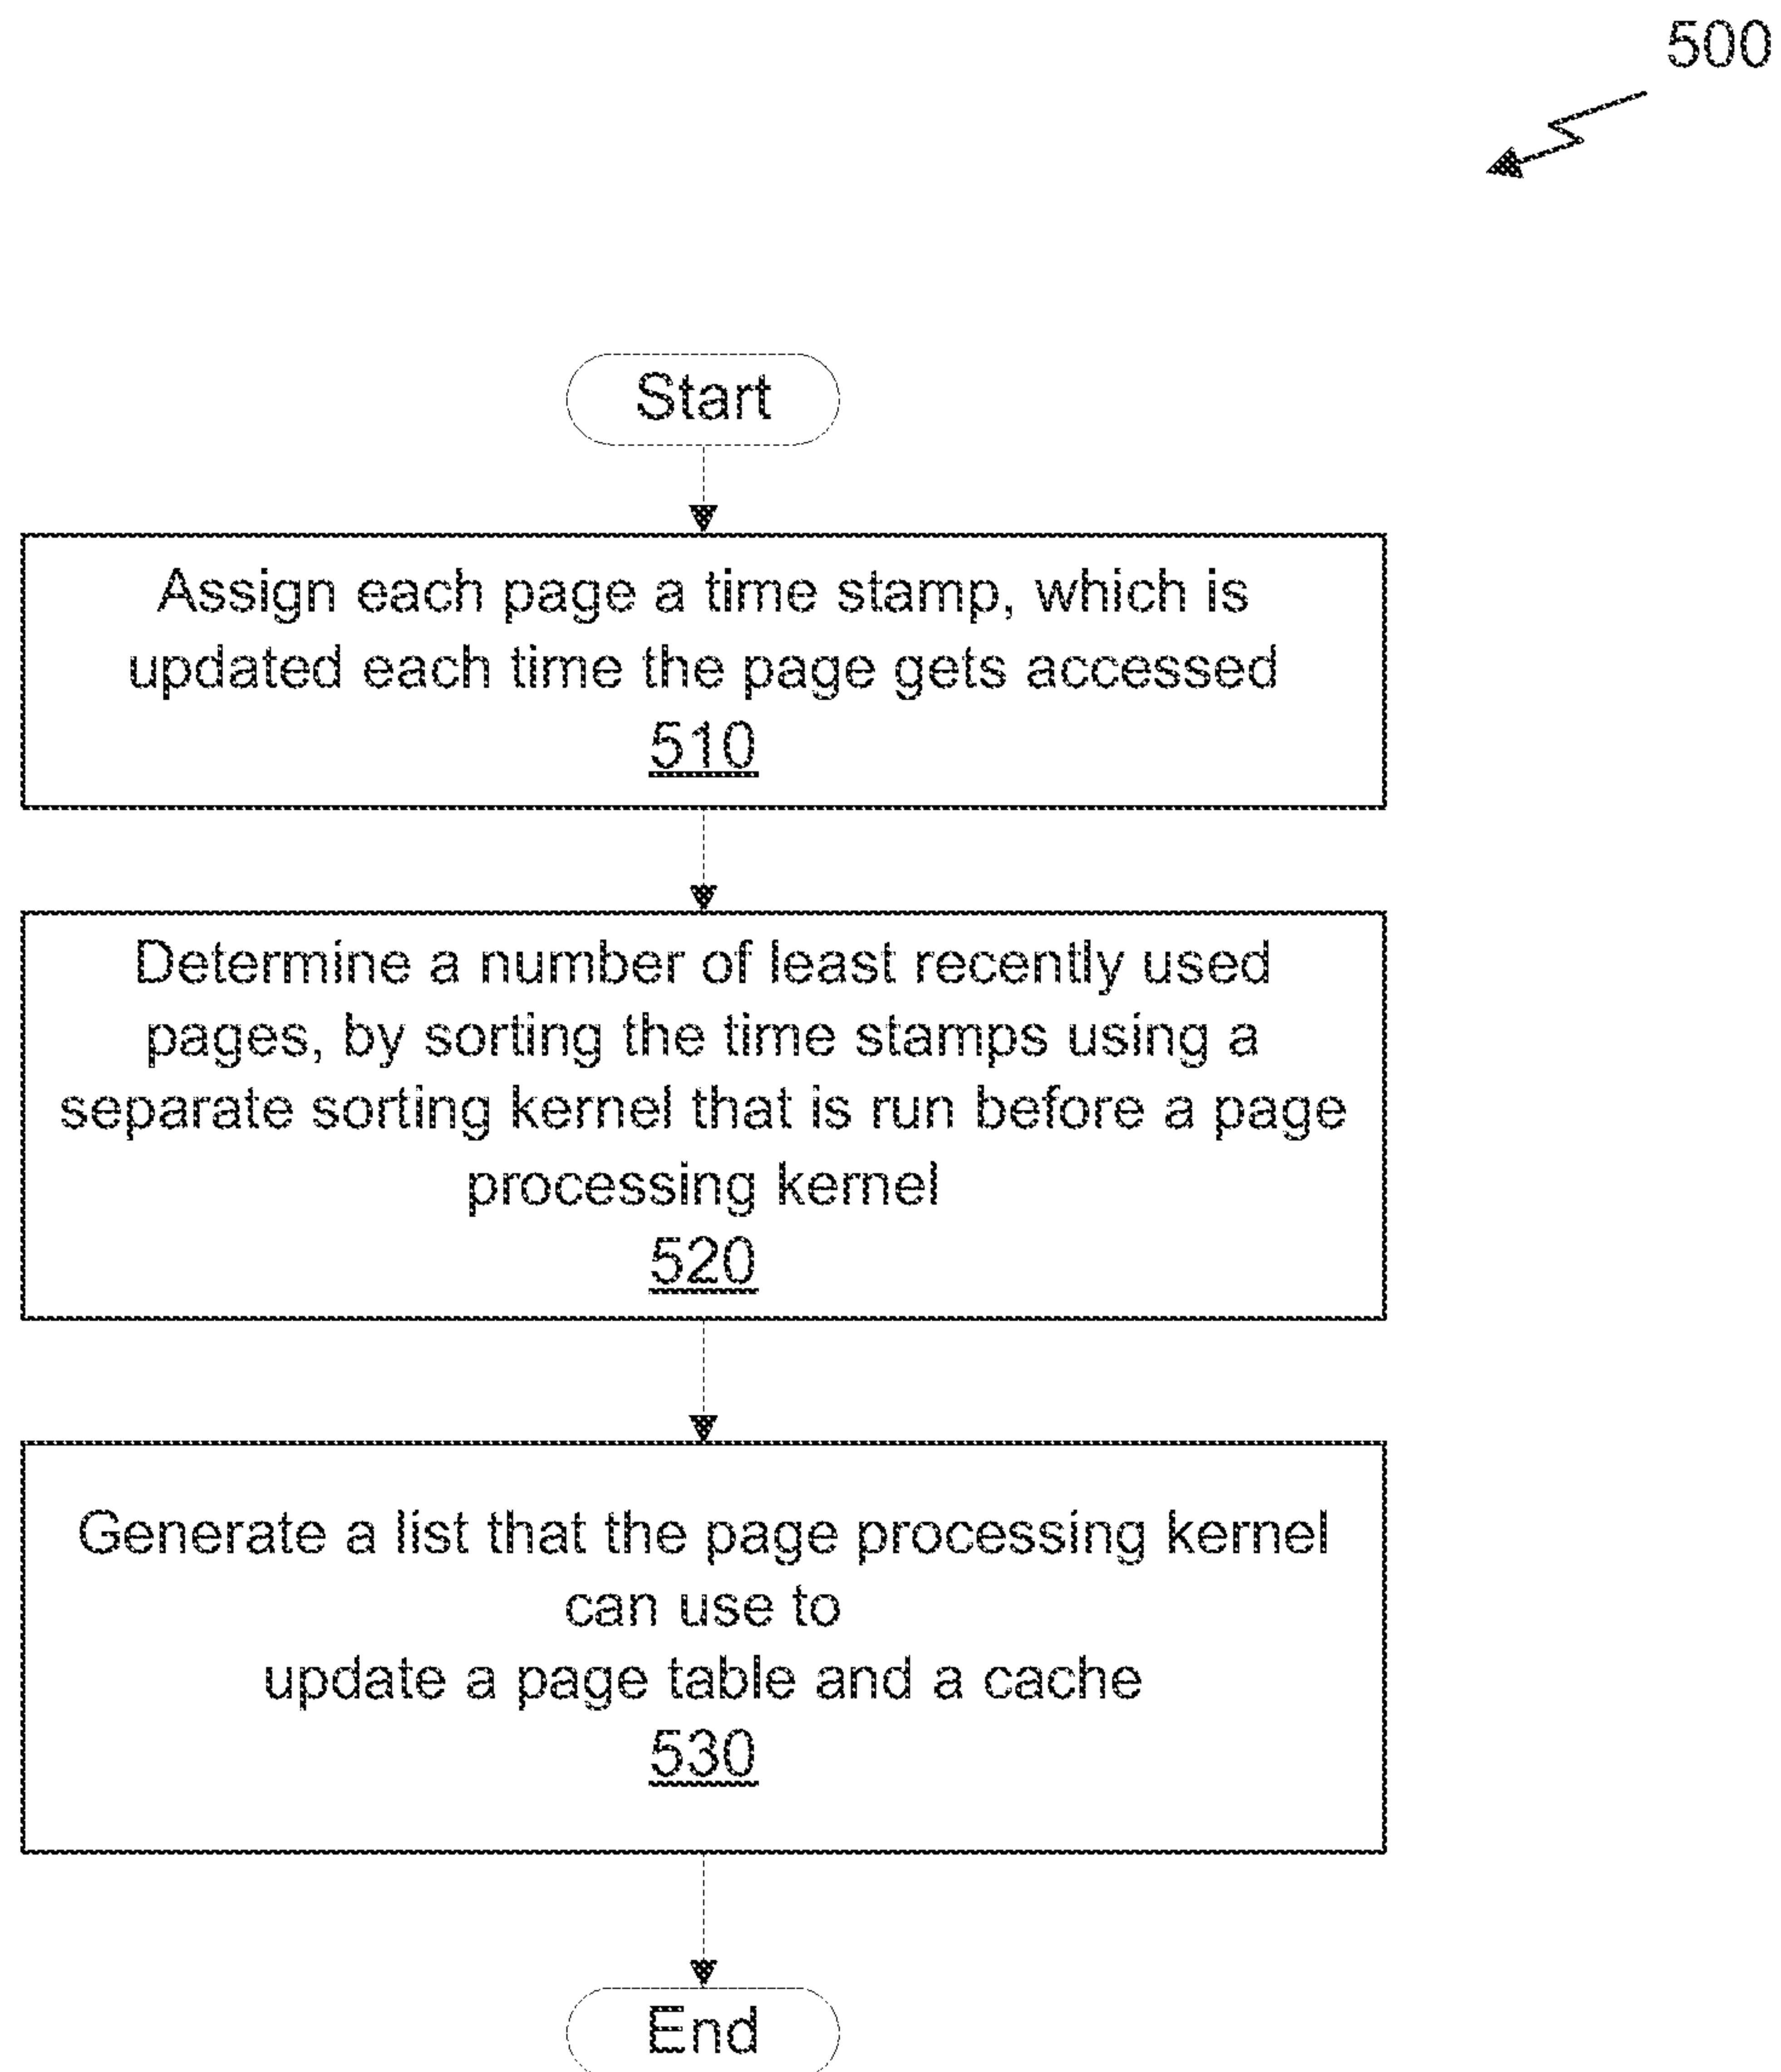 500
Start
Assign each page a time stamp, which is
updated each time the page gets accessed
510
Determine a number of least recently used
pages, by sorting the time stamps using a
separate sorting kernel that is run before a page
processing kernel
520
Generate a list that the page processing kernel
can use to
update a page table and a cache
530
End